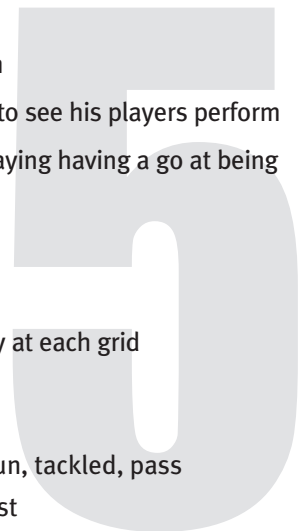 to see his players perform
aying having a go at being
5
y at each grid
un, tackled, pass
st